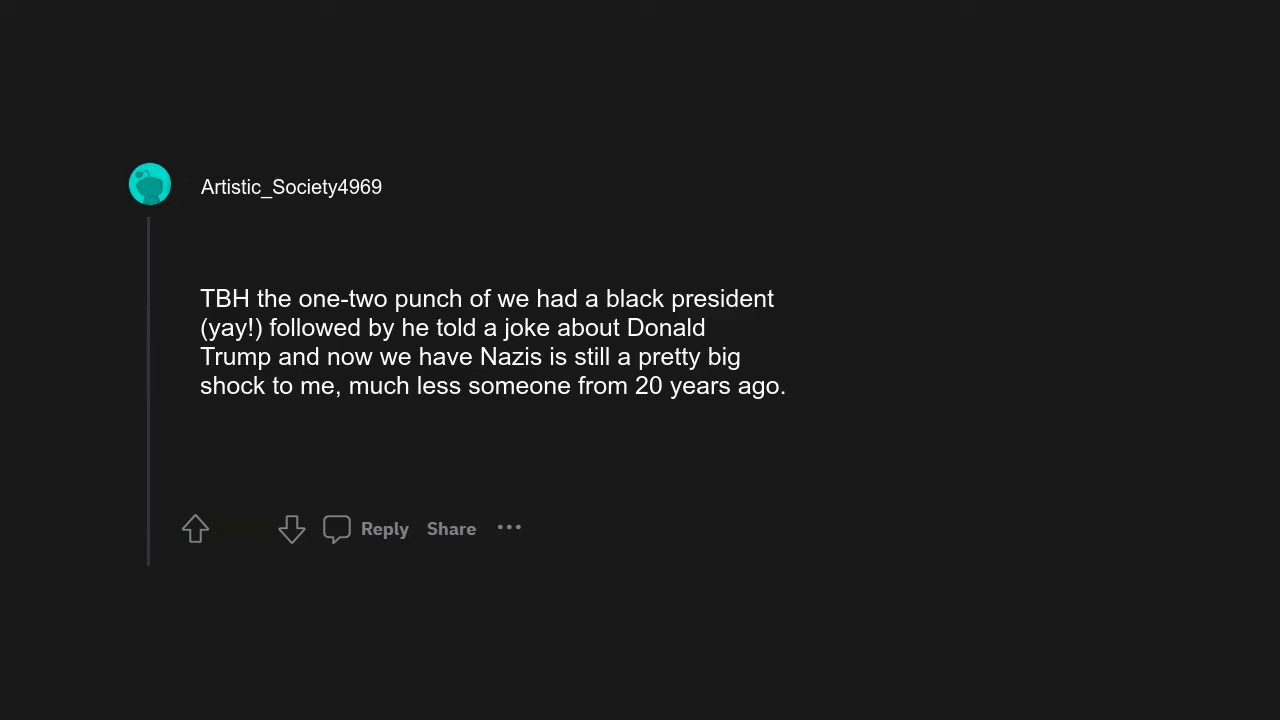 Artistic_Society4969
TBH the one-two punch of we had a black president
(yay!) followed by he told a joke about Donald
Trump and now we have Nazis is still a pretty big
shock to me, much less someone from 20 years ago.
Reply Share